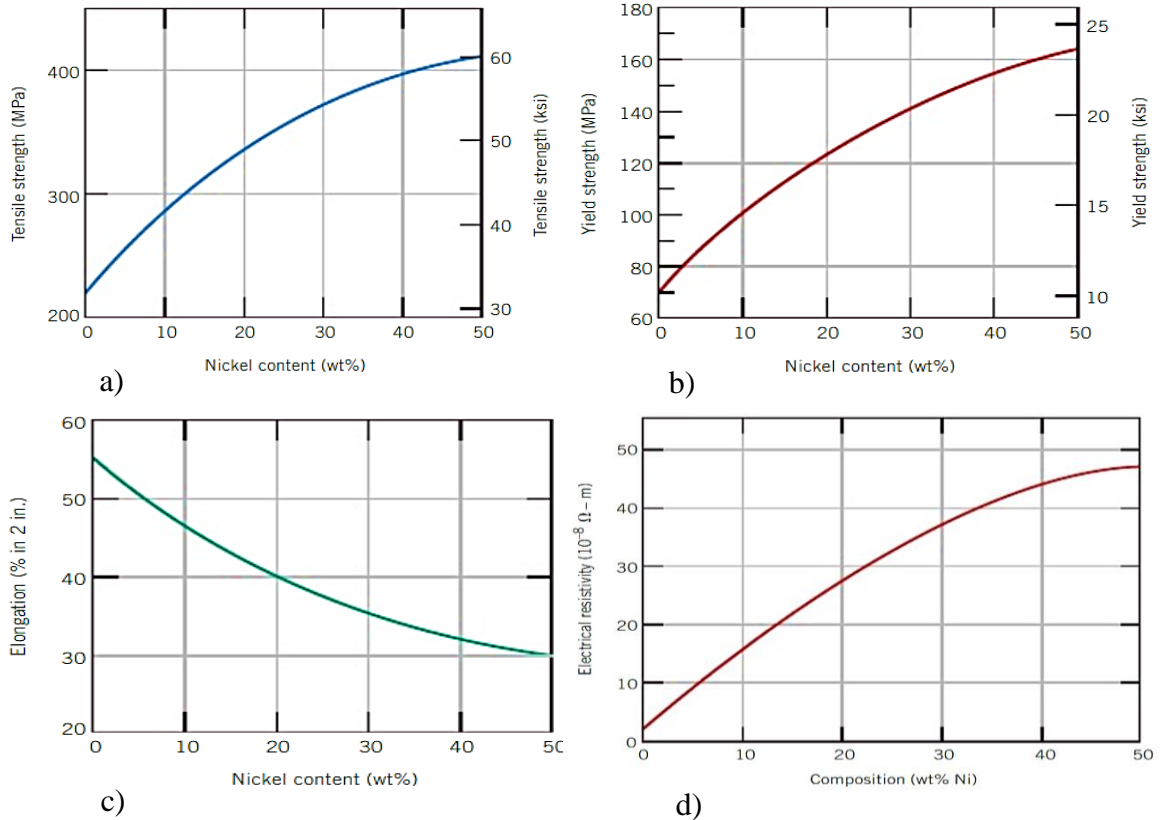 Tensile strength (MPa)
400
300
200
60
50
40
30
Tensile strength (ksi)
0 10 20 30 40 50
Nickel content (wt%)
a)
Yield strength (MPa)
180
160
140
120
100
80
60
25
20
15
10
Yield strength (ksi)
0 10 20 30 40 50
Nickel content (wt%)
b)
Elongation (% in 2 in.)
60
50
40
30
20
0 10 20 30 40 50
Nickel content (wt%)
c)
Electrical resistivity (10⁻⁸ Ω – m)
50
40
30
20
10
0
0 10 20 30 40 50
Composition (wt% Ni)
d)